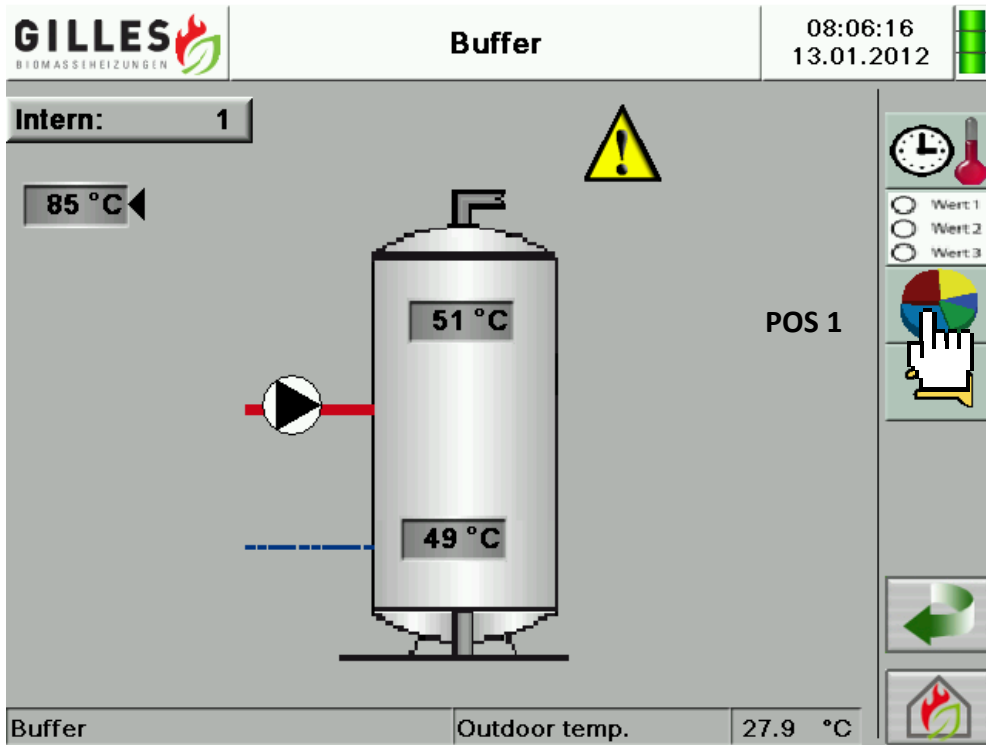 GILLES
BIOMASSEHEIZUNGEN
Buffer
08:06:16
13.01.2012
Intern: 1
85 °C
Wert 1
Wert 2
Wert 3
51 °C
POS 1
49 °C
Buffer
Outdoor temp.
27.9 °C